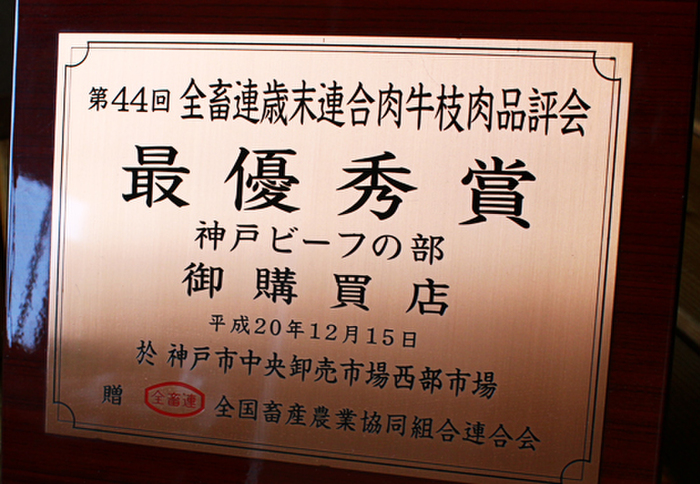 第44回 全畜連歳末連合肉牛枝肉品評会
最優秀賞
神戸ビーフの部
御購買店
平成20年12月15日
於 神戸市中央卸売市場西部市場
贈 全畜連 全国畜産農業協同組合連合会